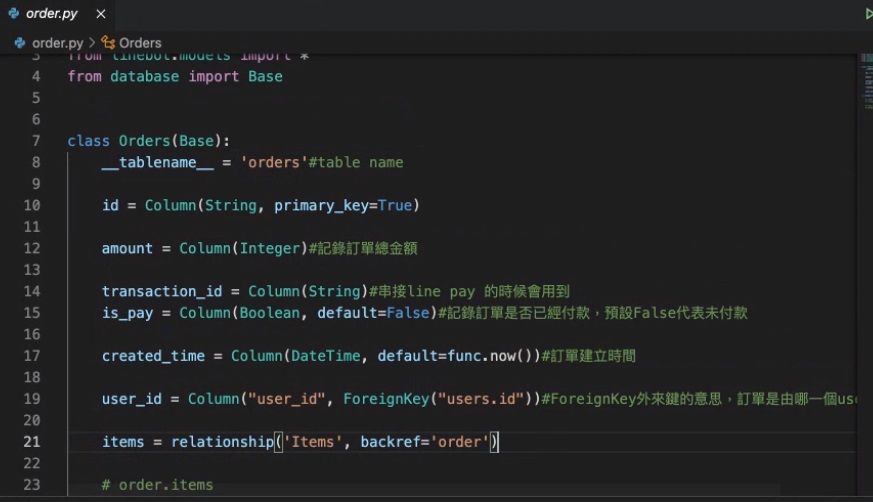 order.py
order.py > Orders
3 from linebot.models import *
4 from database import Base
5
6
7 class Orders(Base):
8 __tablename__ = 'orders'#table name
9
10 id = Column(String, primary_key=True)
11
12 amount = Column(Integer)#記錄訂單總金額
13
14 transaction_id = Column(String)#串接line pay 的時候會用到
15 is_pay = Column(Boolean, default=False)#記錄訂單是否已經付款，預設False代表未付款
16
17 created_time = Column(DateTime, default=func.now())#訂單建立時間
18
19 user_id = Column("user_id", ForeignKey("users.id"))#ForeignKey外來鍵的意思，訂單是由哪一個use
20
21 items = relationship('Items', backref='order')
22
23 # order.items